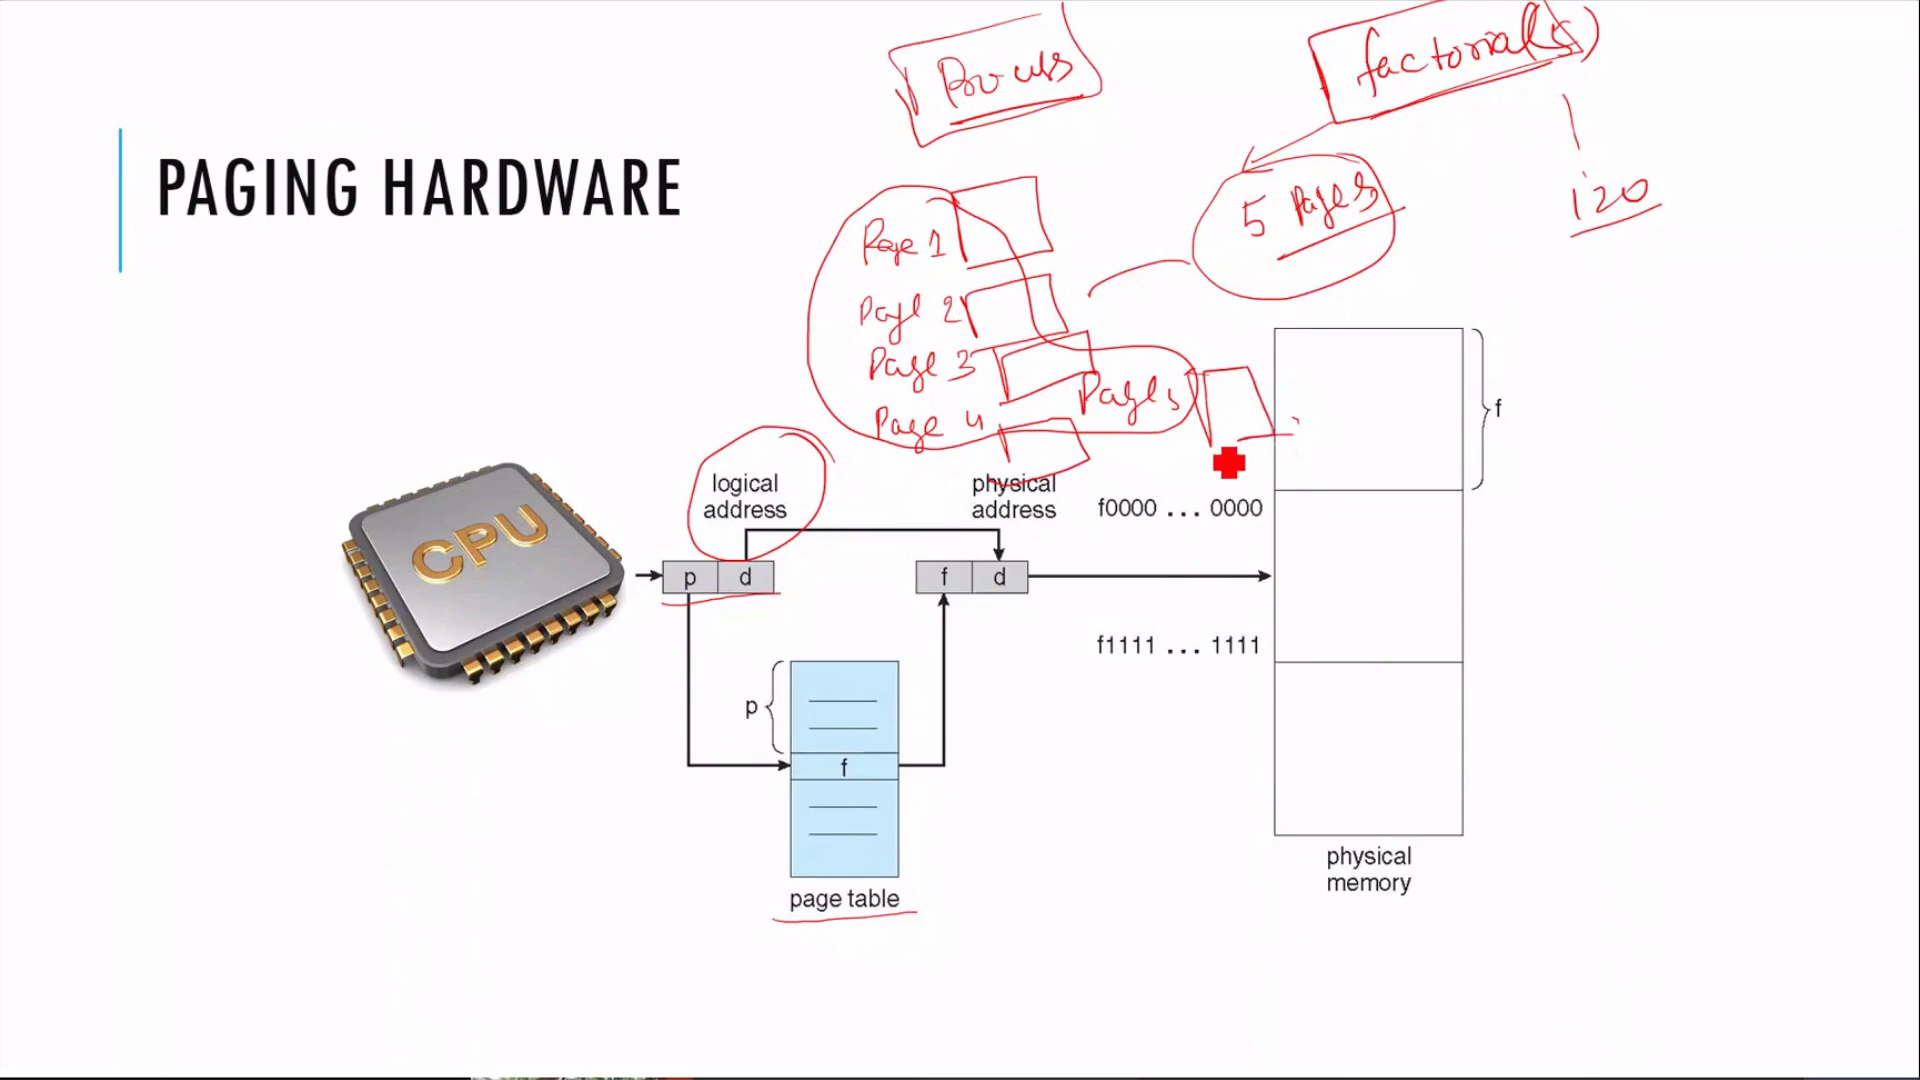 Process
factorial(5)
PAGING HARDWARE
5 Pages
120
Page 1
Page 2
Page 3
Page 4
Page 5
f
logical
address
physical
address
f0000 ... 0000
CPU
p d
f d
f1111 ... 1111
p
f
page table
physical
memory